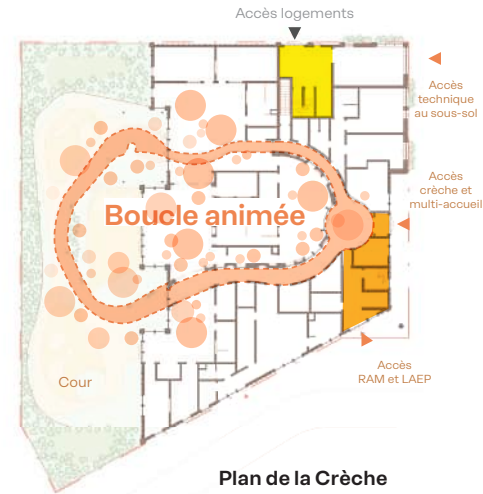 Accès logements
Accès
technique
au sous-sol
Accès
crèche et
multi-accueil
Boucle animée
Accès
RAM et LAEP
Cour
Plan de la Crèche